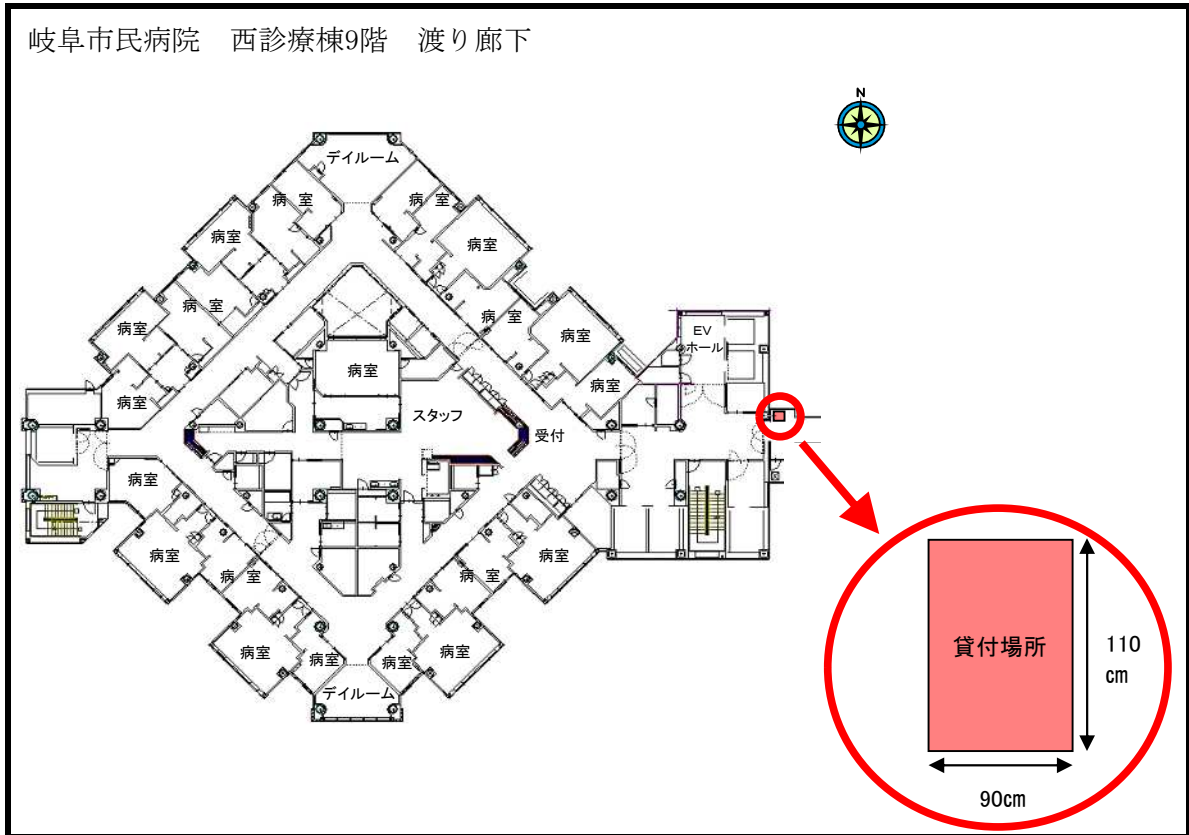 岐阜市民病院　西診療棟9階　渡り廊下
N
デイルーム
病　室
病　室
病室
病室
病　室
病室
病　室
病室
EV
ホール
病室
病室
病室
スタッフ
受付
病室
病室
病　室
病　室
病室
病室
病室
病室
病室
デイルーム
貸付場所
110
cm
90cm